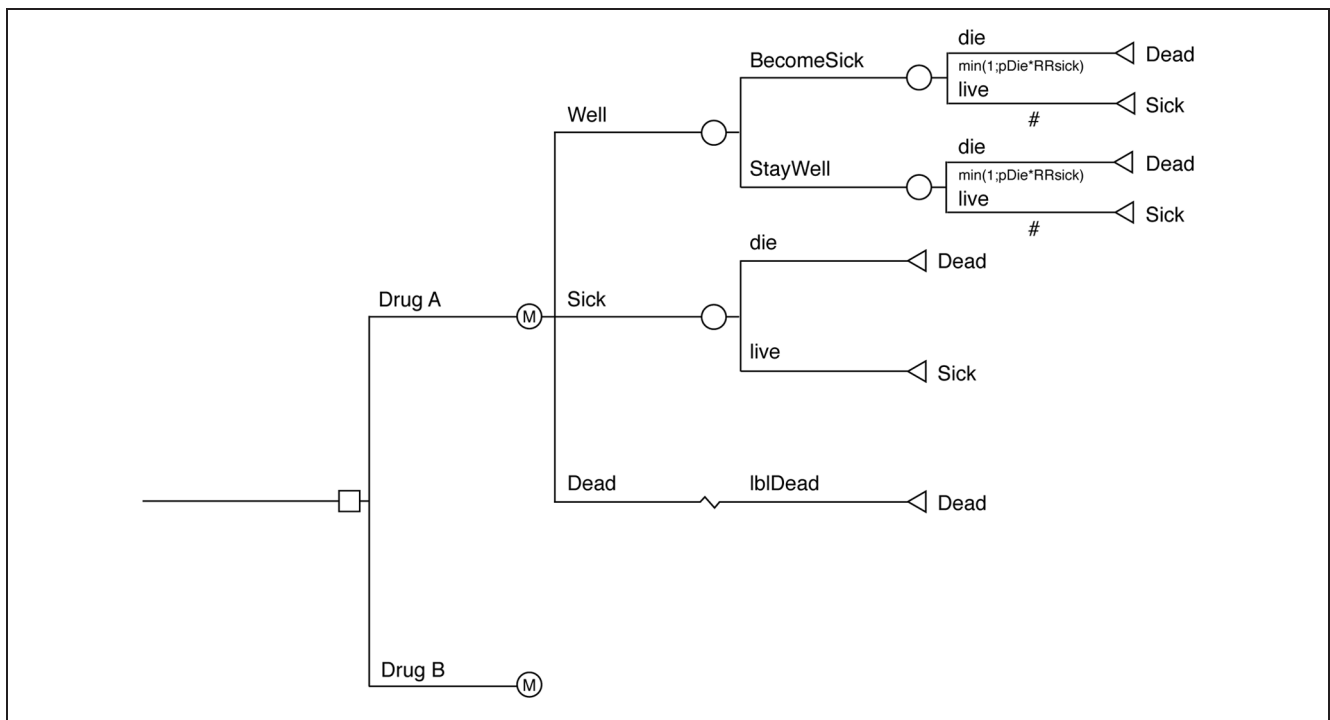 die
BecomeSick
Dead
min(1;pDie*RRsick)
live
Sick
#
Well
die
StayWell
Dead
min(1;pDie*RRsick)
live
Sick
#
die
Dead
Drug A
M
Sick
live
Sick
Dead
lblDead
Dead
Drug B
M